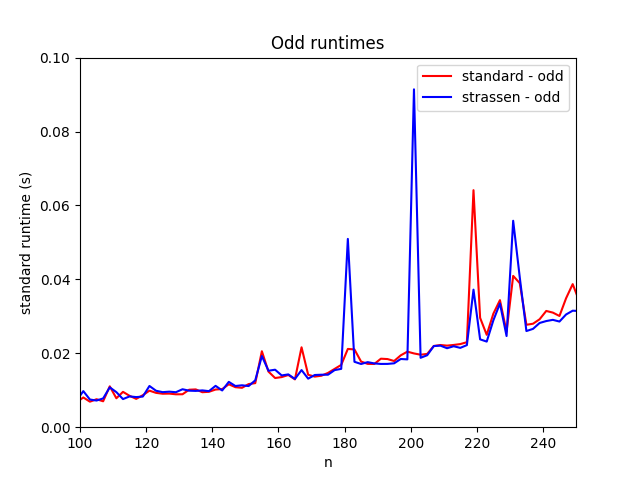 Odd runtimes
standard - odd
strassen - odd
0.10
0.08
0.06
0.04
0.02
0.00
standard runtime (s)
100 120 140 160 180 200 220 240
n